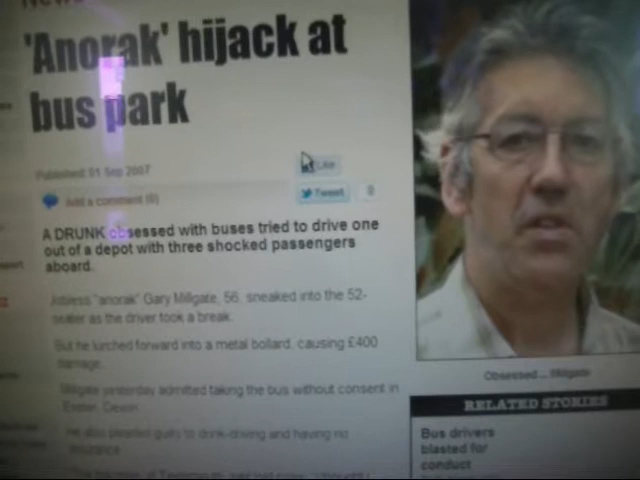 News
'Anorak' hijack at
bus park
Published: 01 Sep 2007
Like
Add a comment (0)
Tweet
0
A DRUNK obsessed with buses tried to drive one
out of a depot with three shocked passengers
aboard.
Jobless "anorak" Gary Millgate, 56, sneaked into the 52-
seater as the driver took a break.
But he lurched forward into a metal bollard, causing £400
damage.
Millgate yesterday admitted taking the bus without consent in
Exeter, Devon.
He also pleaded guilty to drink-driving and having no
insurance
Obsessed ... Millgate
RELATED STORIES
Bus drivers
blasted for
conduct